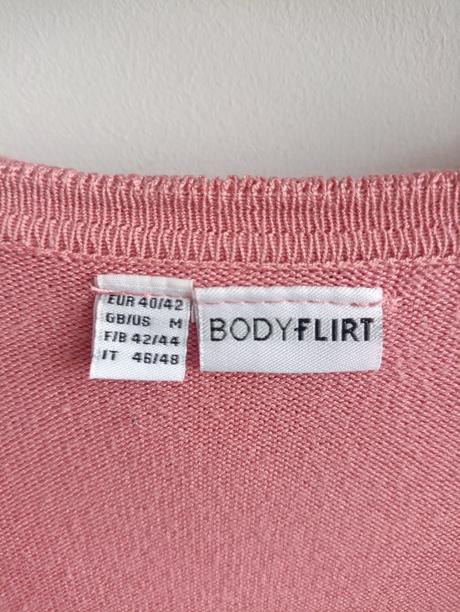 EUR 40/42
GB/US M
F/B 42/44
IT 46/48
BODYFLIRT